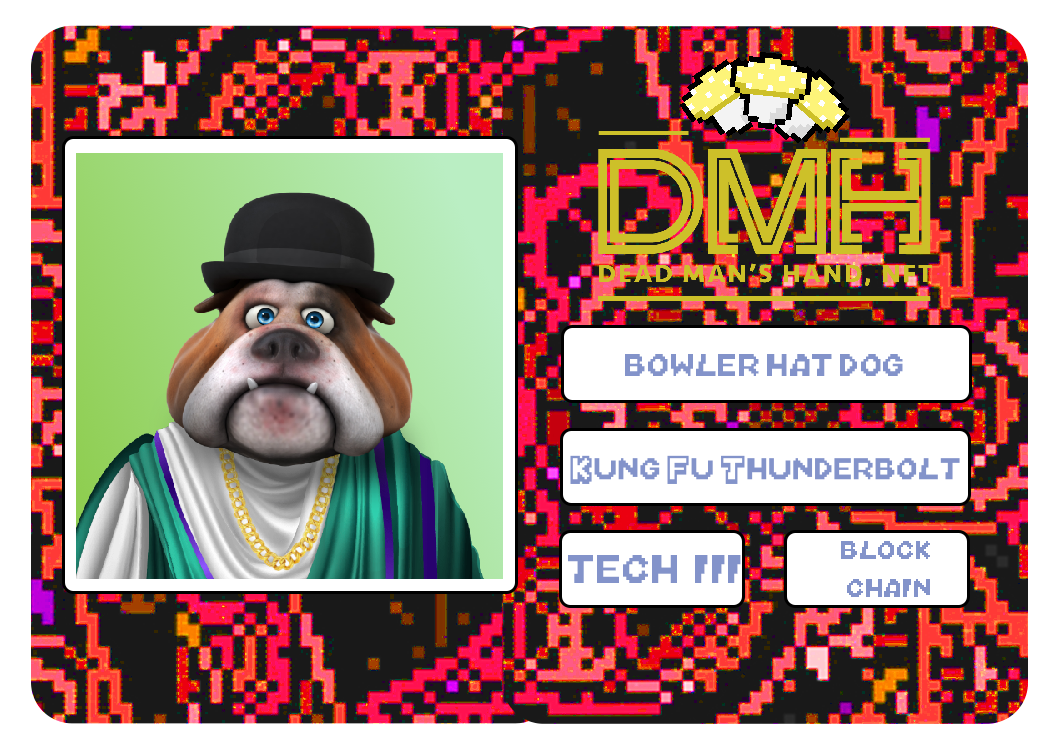 DMH
DEAD MAN'S HAND, NET
BOWLER HAT DOG
KUNG FU THUNDERBOLT
TECH III
BLOCK
CHAIN